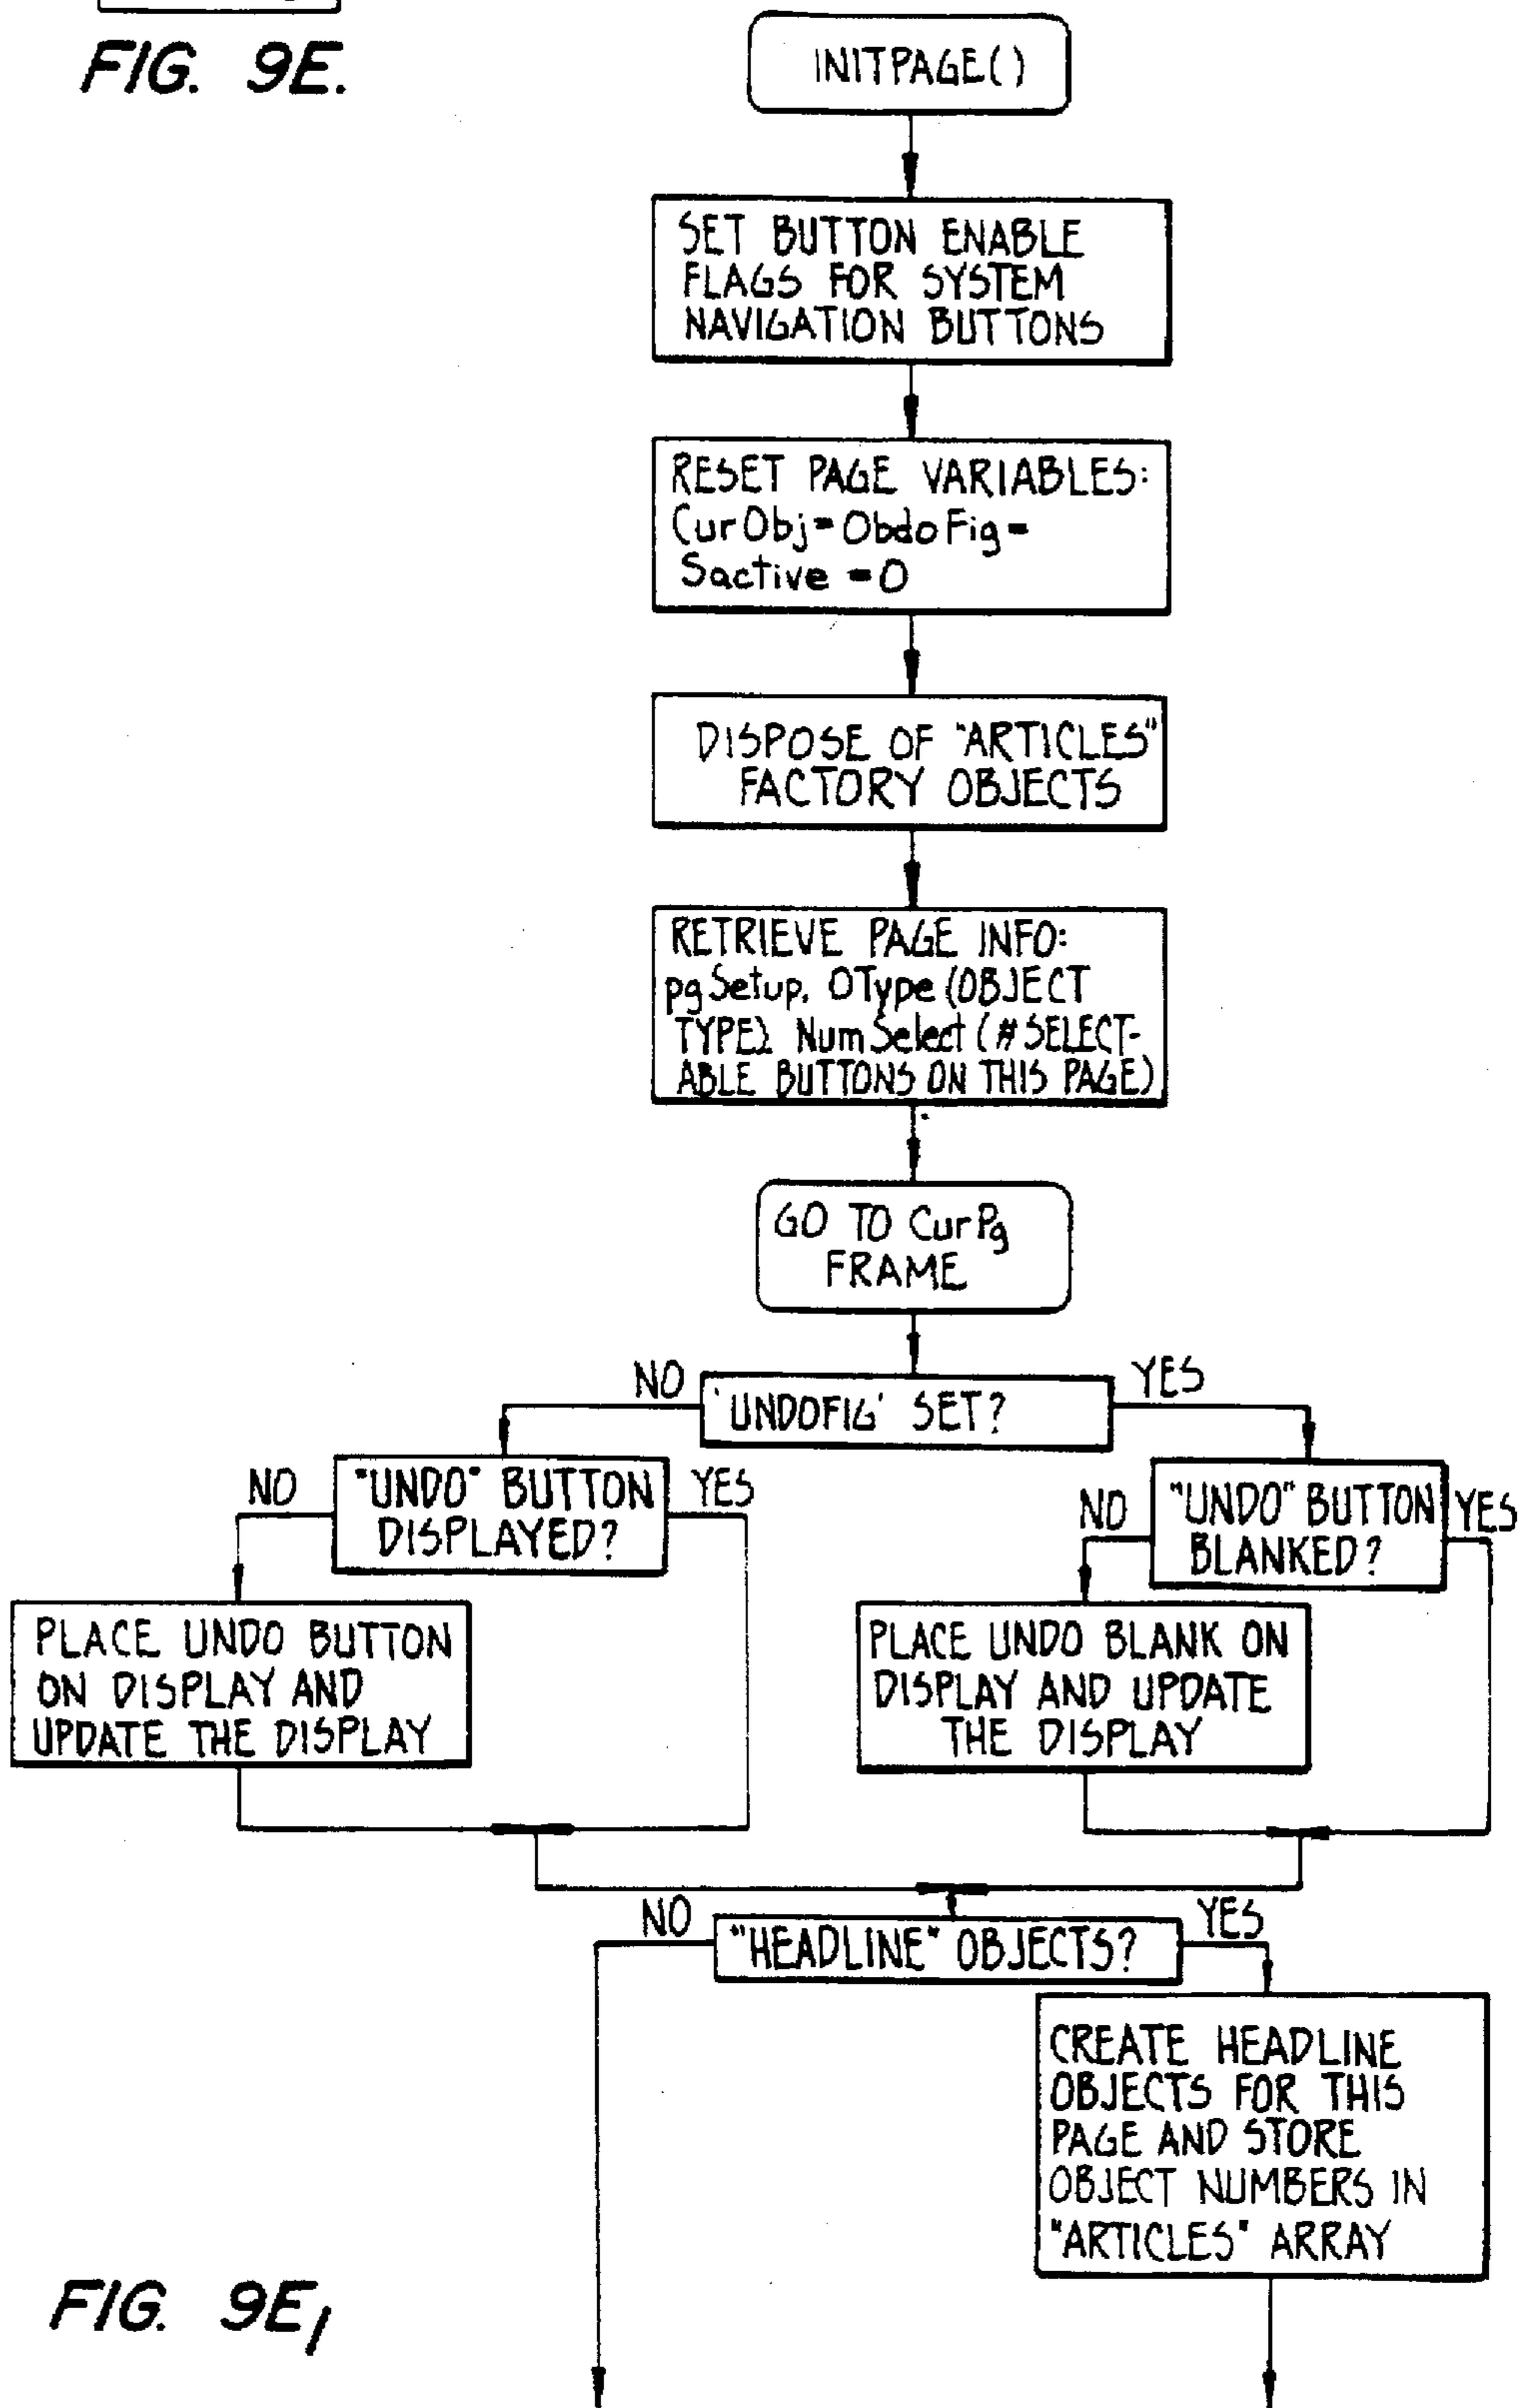 FIG. 9E.
INITPAGE()
SET BUTTON ENABLE
FLAGS FOR SYSTEM
NAVIGATION BUTTONS
RESET PAGE VARIABLES:
CurObj=ObdoFig=
Sactive=0
DISPOSE OF "ARTICLES"
FACTORY OBJECTS
RETRIEVE PAGE INFO:
pgSetup, OType (OBJECT
TYPE), NumSelect (#SELECT-
ABLE BUTTONS ON THIS PAGE)
GO TO CurPg
FRAME
NO
'UNDOFIG' SET?
YES
NO
"UNDO" BUTTON
DISPLAYED?
YES
NO
"UNDO" BUTTON
BLANKED?
YES
PLACE UNDO BUTTON
ON DISPLAY AND
UPDATE THE DISPLAY
PLACE UNDO BLANK ON
DISPLAY AND UPDATE
THE DISPLAY
NO
"HEADLINE" OBJECTS?
YES
CREATE HEADLINE
OBJECTS FOR THIS
PAGE AND STORE
OBJECT NUMBERS IN
"ARTICLES" ARRAY
FIG. 9E1